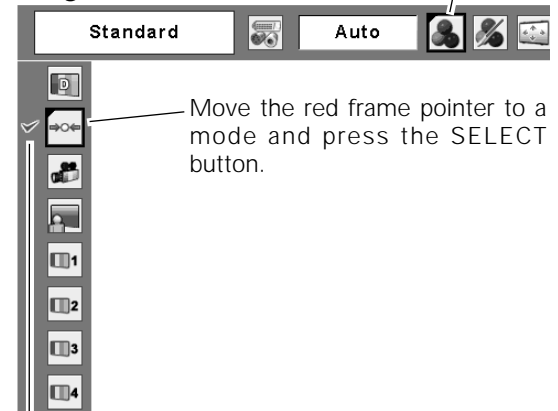 Standard
Auto
D
Move the red frame pointer to a
mode and press the SELECT
button.
1
2
3
4